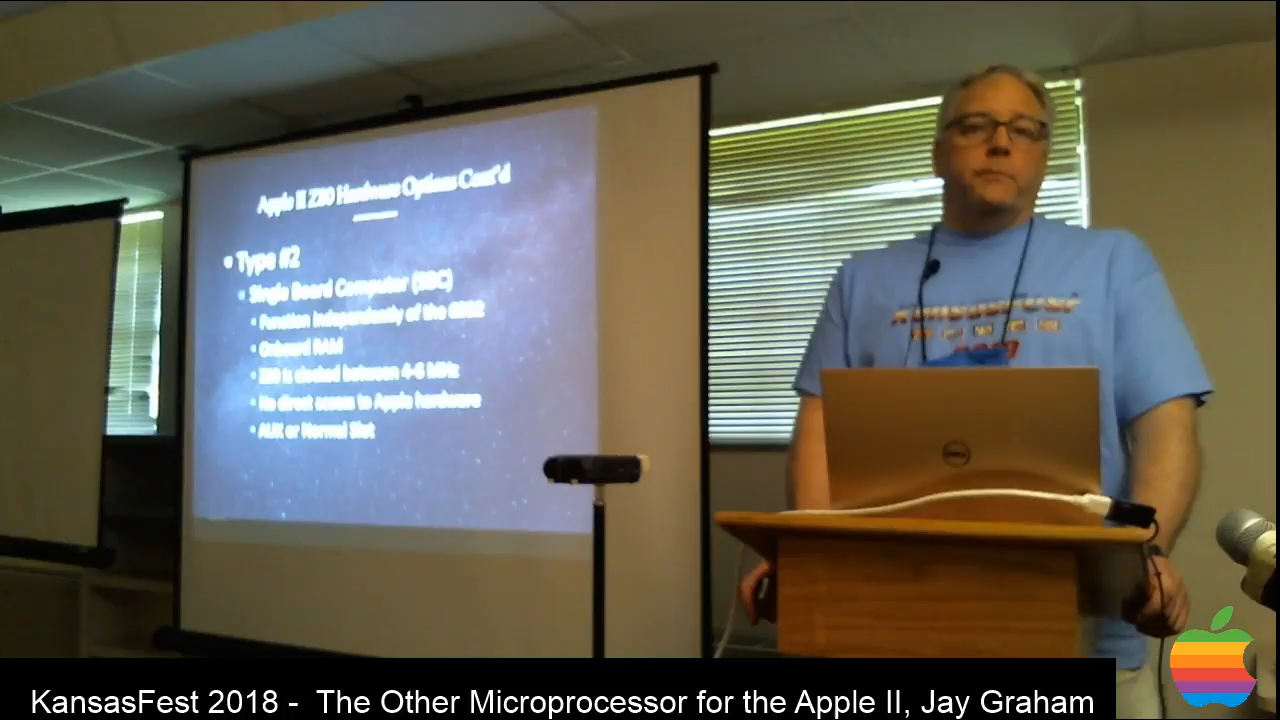 Apple II Z80 Hardware Options Cont'd
Type #2
Single Board Computer (SBC)
Function independently of the 6502
Onboard RAM
Z80 is clocked between 4-6 MHz
No direct access to Apple hardware
AUX or Normal Slot
KANSASFEST
DELL
KansasFest 2018 - The Other Microprocessor for the Apple II, Jay Graham